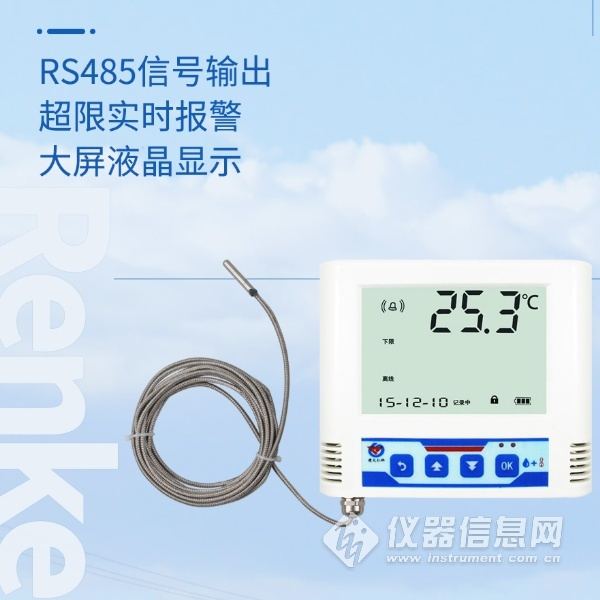 RS485信号输出
超限实时报警
大屏液晶显示
Renke
25.3℃
下限
离线
15-12-10 记录中
OK
仪器信息网
www.instrument.com.cn